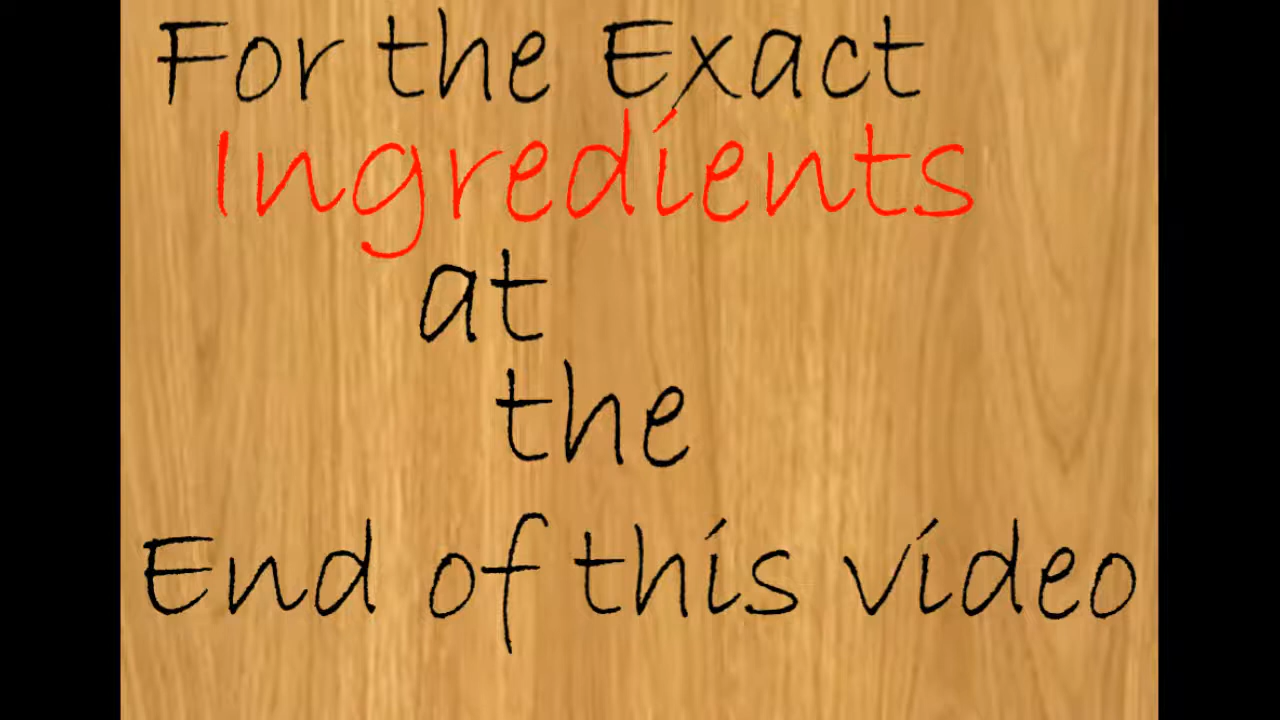 For the Exact
Ingredients
at
the
End of this video